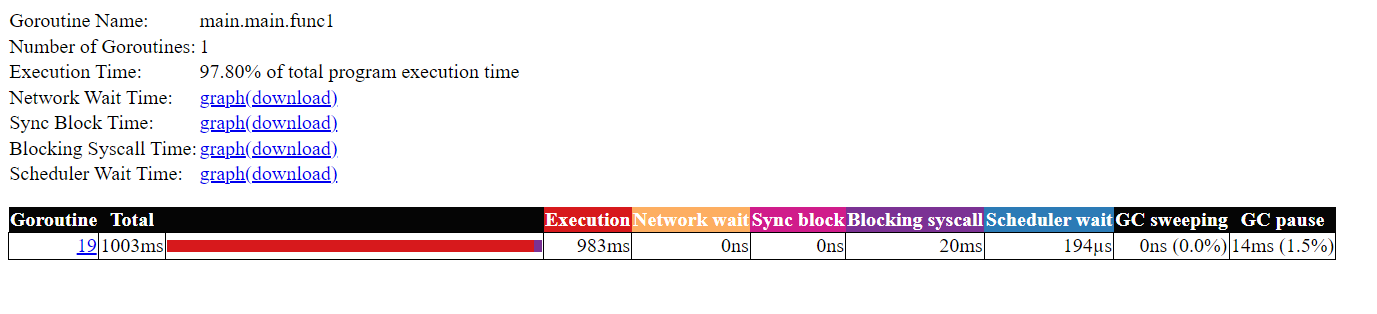 Goroutine Name: main.main.func1
Number of Goroutines: 1
Execution Time: 97.80% of total program execution time
Network Wait Time: graph(download)
Sync Block Time: graph(download)
Blocking Syscall Time: graph(download)
Scheduler Wait Time: graph(download)
Goroutine Total Execution Network wait Sync block Blocking syscall Scheduler wait GC sweeping GC pause
19 1003ms 983ms 0ns 0ns 20ms 194μs 0ns (0.0%) 14ms (1.5%)